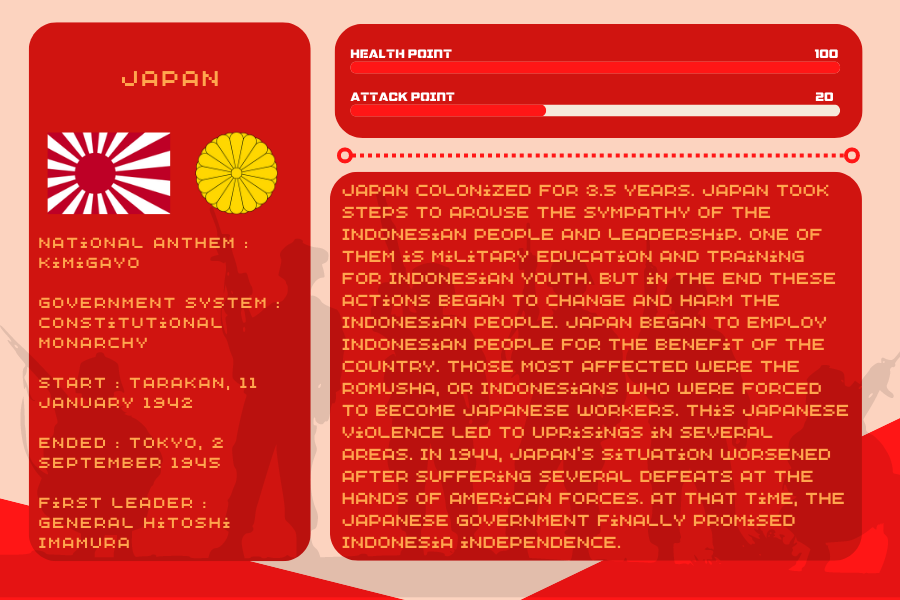 JAPAN
NATIONAL ANTHEM :
KIMIGAYO
GOVERNMENT SYSTEM :
CONSTITUTIONAL
MONARCHY
START : TARAKAN, 11
JANUARY 1942
ENDED : TOKYO, 2
SEPTEMBER 1945
FIRST LEADER :
GENERAL HITOSHI
IMAMURA
HEALTH POINT 100
ATTACK POINT 20
JAPAN COLONIZED FOR 3.5 YEARS. JAPAN TOOK
STEPS TO AROUSE THE SYMPATHY OF THE
INDONESIAN PEOPLE AND LEADERSHIP. ONE OF
THEM IS MILITARY EDUCATION AND TRAINING
FOR INDONESIAN YOUTH. BUT IN THE END THESE
ACTIONS BEGAN TO CHANGE AND HARM THE
INDONESIAN PEOPLE. JAPAN BEGAN TO EMPLOY
INDONESIAN PEOPLE FOR THE BENEFIT OF THE
COUNTRY. THOSE MOST AFFECTED WERE THE
ROMUSHA, OR INDONESIANS WHO WERE FORCED
TO BECOME JAPANESE WORKERS. THIS JAPANESE
VIOLENCE LED TO UPRISINGS IN SEVERAL
AREAS. IN 1944, JAPAN'S SITUATION WORSENED
AFTER SUFFERING SEVERAL DEFEATS AT THE
HANDS OF AMERICAN FORCES. AT THAT TIME, THE
JAPANESE GOVERNMENT FINALLY PROMISED
INDONESIA INDEPENDENCE.